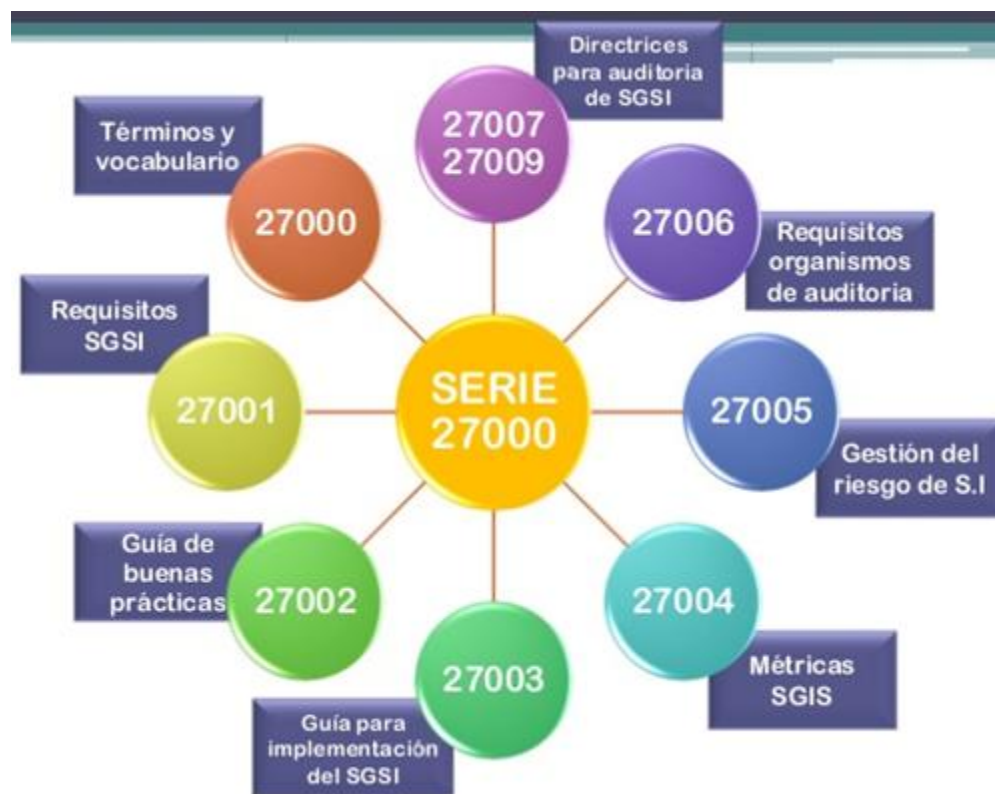 Directrices
para auditoria
de SGSI
27007
27009
Términos y
vocabulario
27000
27006
Requisitos
organismos
de auditoria
Requisitos
SGSI
27001
SERIE
27000
27005
Gestión del
riesgo de S.I
Guía de
buenas
prácticas
27002
27004
Métricas
SGIS
27003
Guía para
implementación
del SGSI